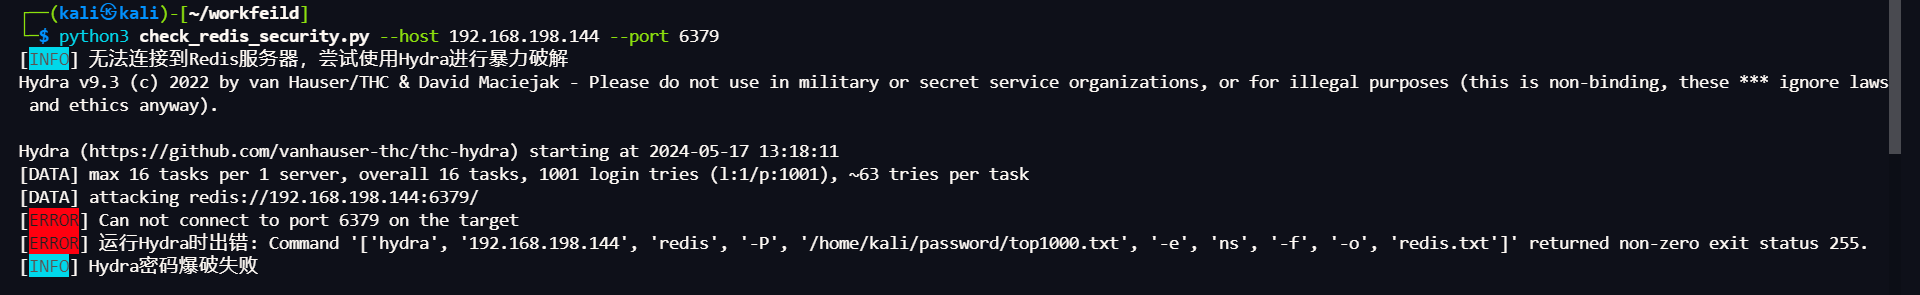 ┌──(kali㉿kali)-[~/workfeild]
└─$ python3 check_redis_security.py --host 192.168.198.144 --port 6379
[INFO] 无法连接到Redis服务器，尝试使用Hydra进行暴力破解
Hydra v9.3 (c) 2022 by van Hauser/THC & David Maciejak - Please do not use in military or secret service organizations, or for illegal purposes (this is non-binding, these *** ignore laws
and ethics anyway).
Hydra (https://github.com/vanhauser-thc/thc-hydra) starting at 2024-05-17 13:18:11
[DATA] max 16 tasks per 1 server, overall 16 tasks, 1001 login tries (l:1/p:1001), ~63 tries per task
[DATA] attacking redis://192.168.198.144:6379/
[ERROR] Can not connect to port 6379 on the target
[ERROR] 运行Hydra时出错: Command '['hydra', '192.168.198.144', 'redis', '-P', '/home/kali/password/top1000.txt', '-e', 'ns', '-f', '-o', 'redis.txt']' returned non-zero exit status 255.
[INFO] Hydra密码爆破失败